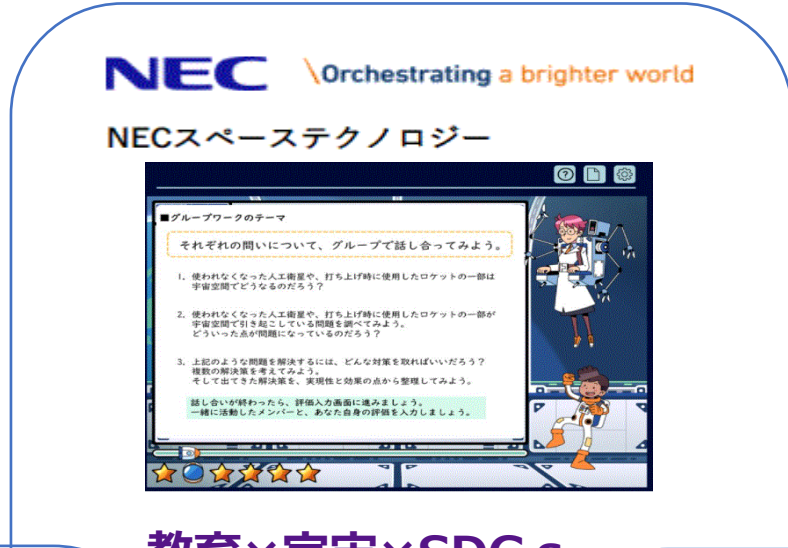 NEC \Orchestrating a brighter world
NECスペーステクノロジー
■グループワークのテーマ
それぞれの問いについて、グループで話し合ってみよう。
1. 使われなくなった人工衛星や、打ち上げ時に使用したロケットの一部は
宇宙空間でどうなるのだろう？
2. 使われなくなった人工衛星や、打ち上げ時に使用したロケットの一部が
宇宙空間で引き起こしている問題を調べてみよう。
どういった点が問題になっているのだろう？
3. 上記のような問題を解決するには、どんな対策を取ればいいだろう？
複数の解決策を考えてみよう。
そして出てきた解決策を、実現性と効果の点から整理してみよう。
話し合いが終わったら、評価入力画面に進みましょう。
一緒に活動したメンバーと、あなた自身の評価を入力しましょう。
教育×宇宙×SDGs